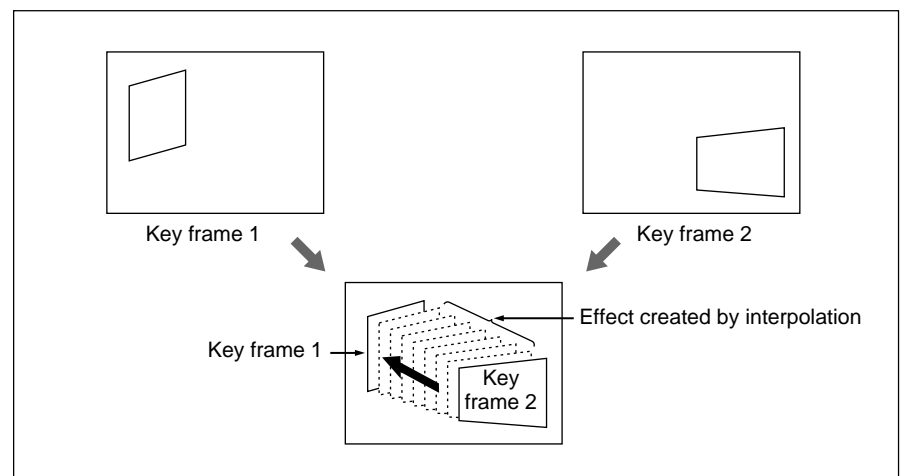 Key frame 1
Key frame 2
Effect created by interpolation
Key frame 1
Key
frame 2